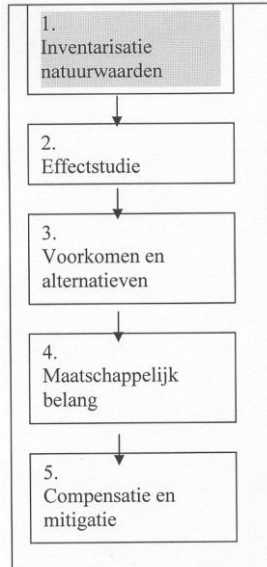 1.
Inventarisatie
natuurwaarden
2.
Effectstudie
3.
Voorkomen en
alternatieven
4.
Maatschappelijk
belang
5.
Compensatie en
mitigatie